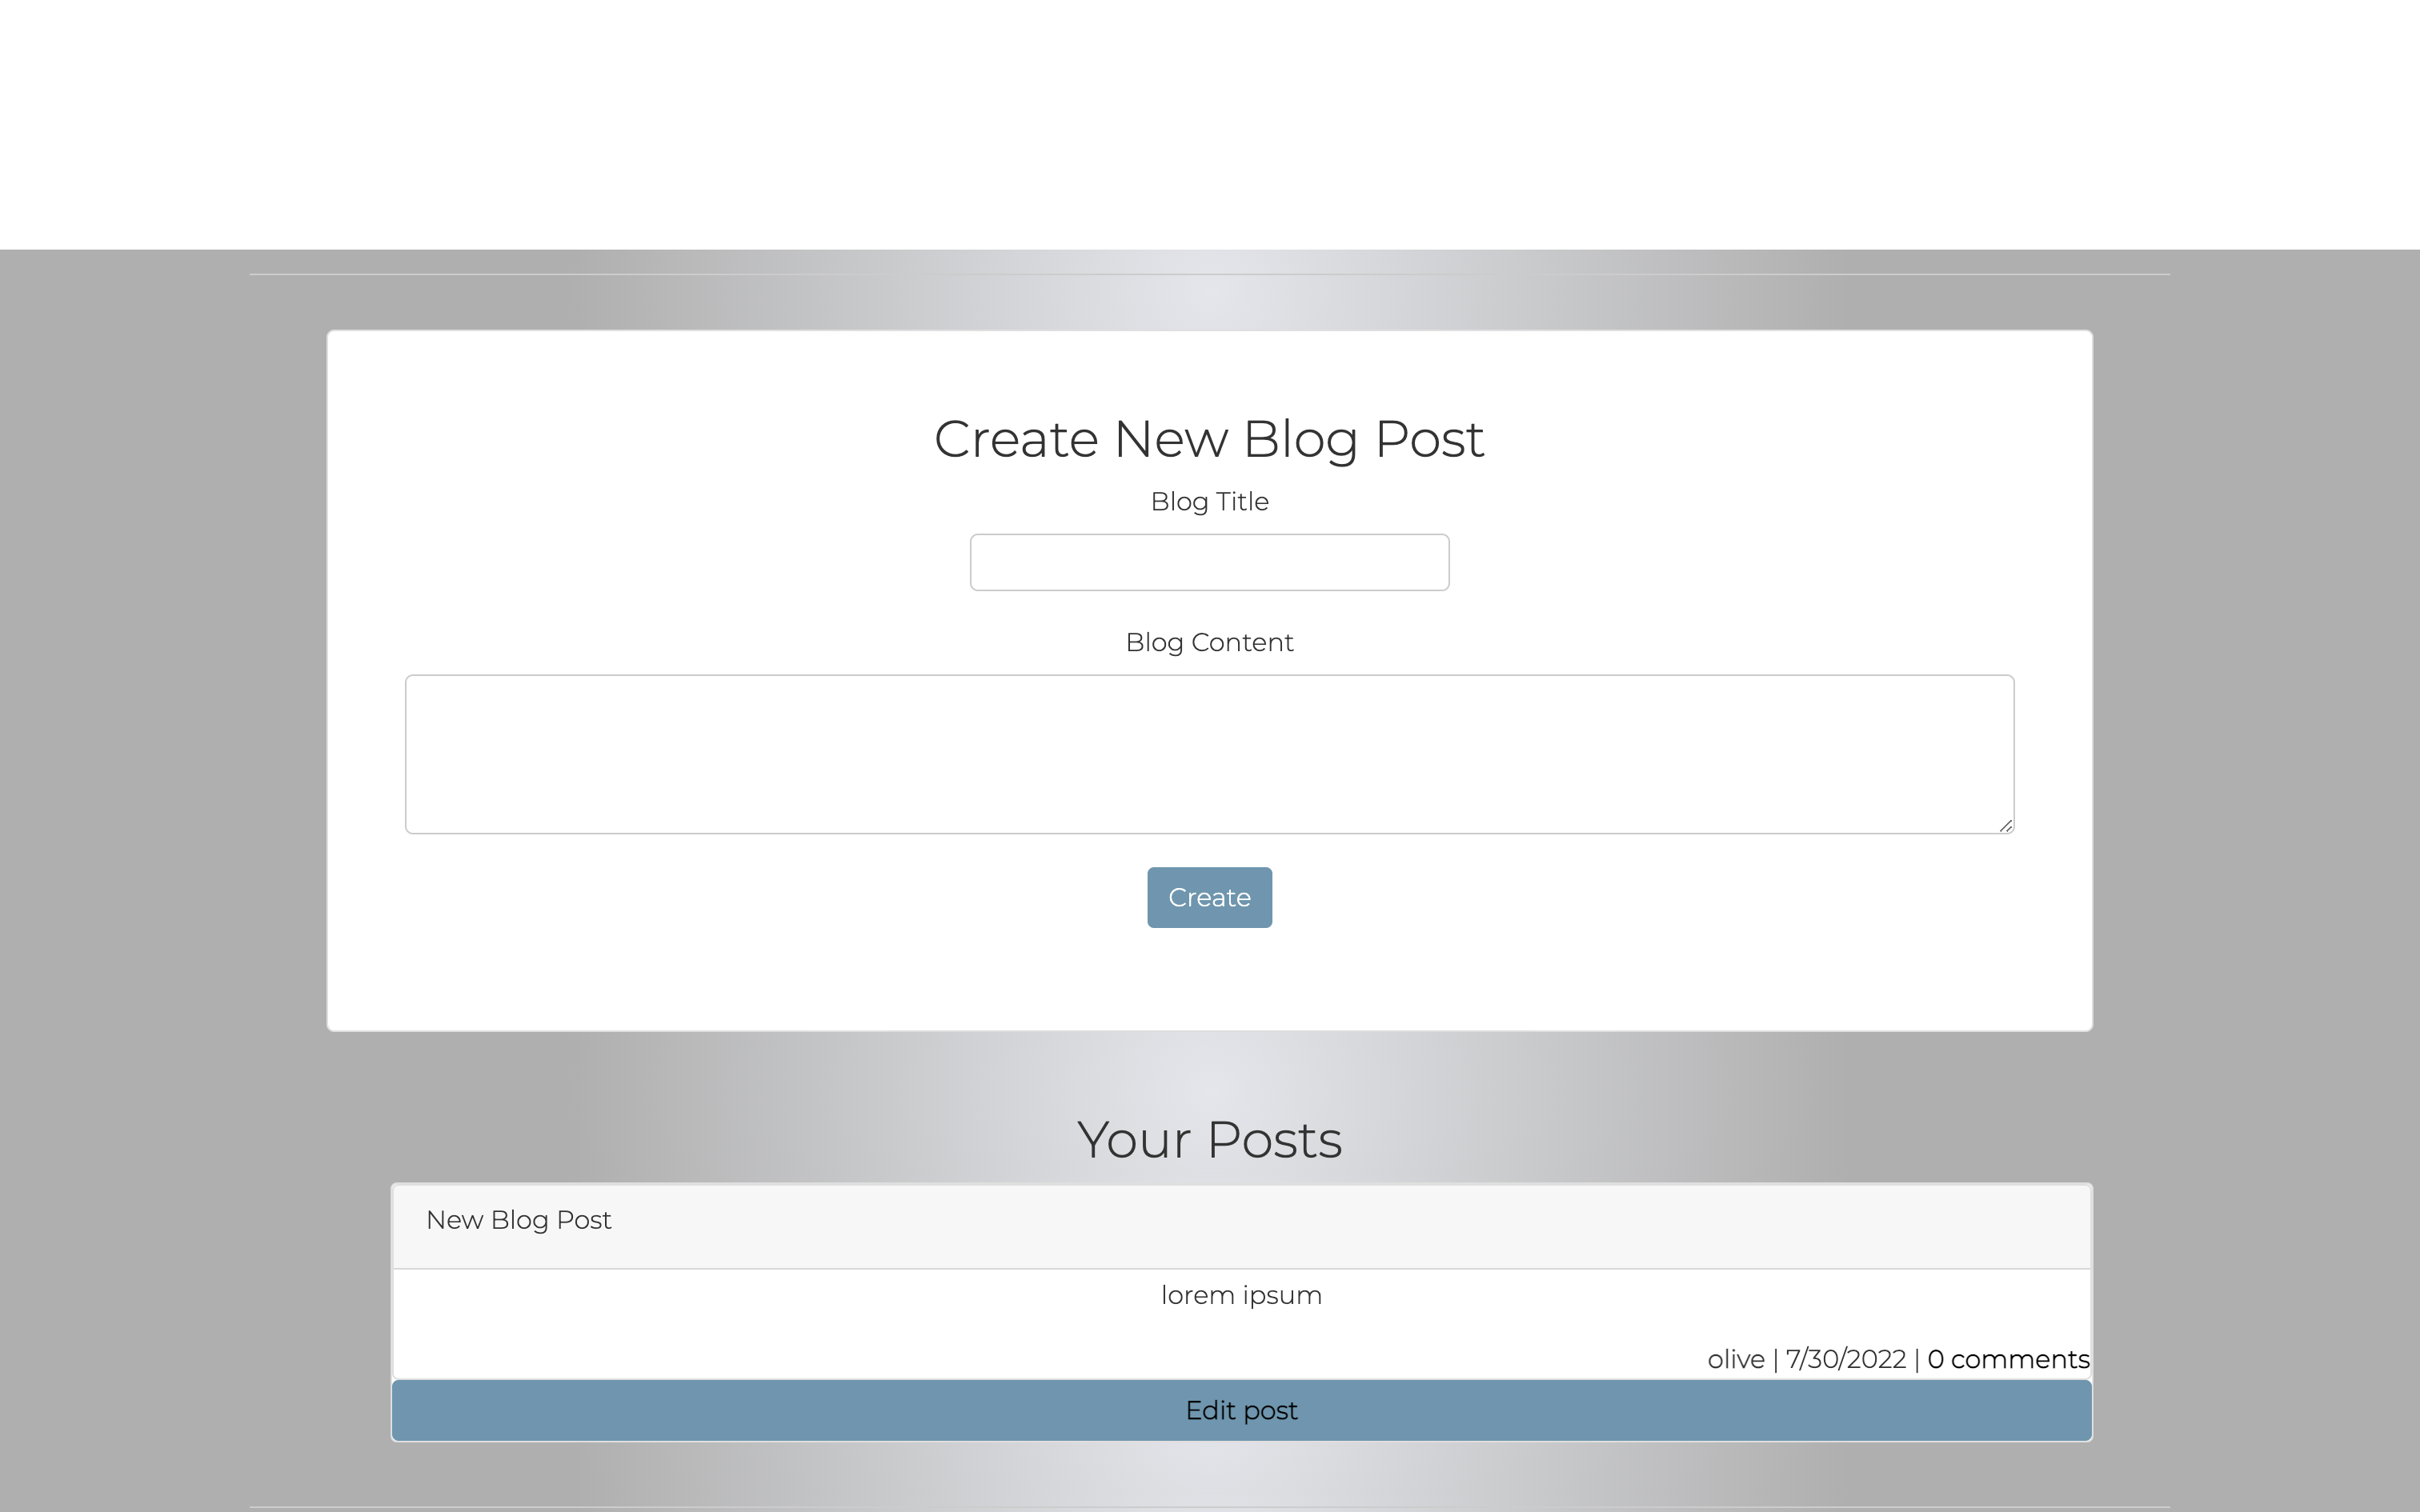 Create New Blog Post
Blog Title
Blog Content
Create
Your Posts
New Blog Post
lorem ipsum
olive | 7/30/2022 | 0 comments
Edit post